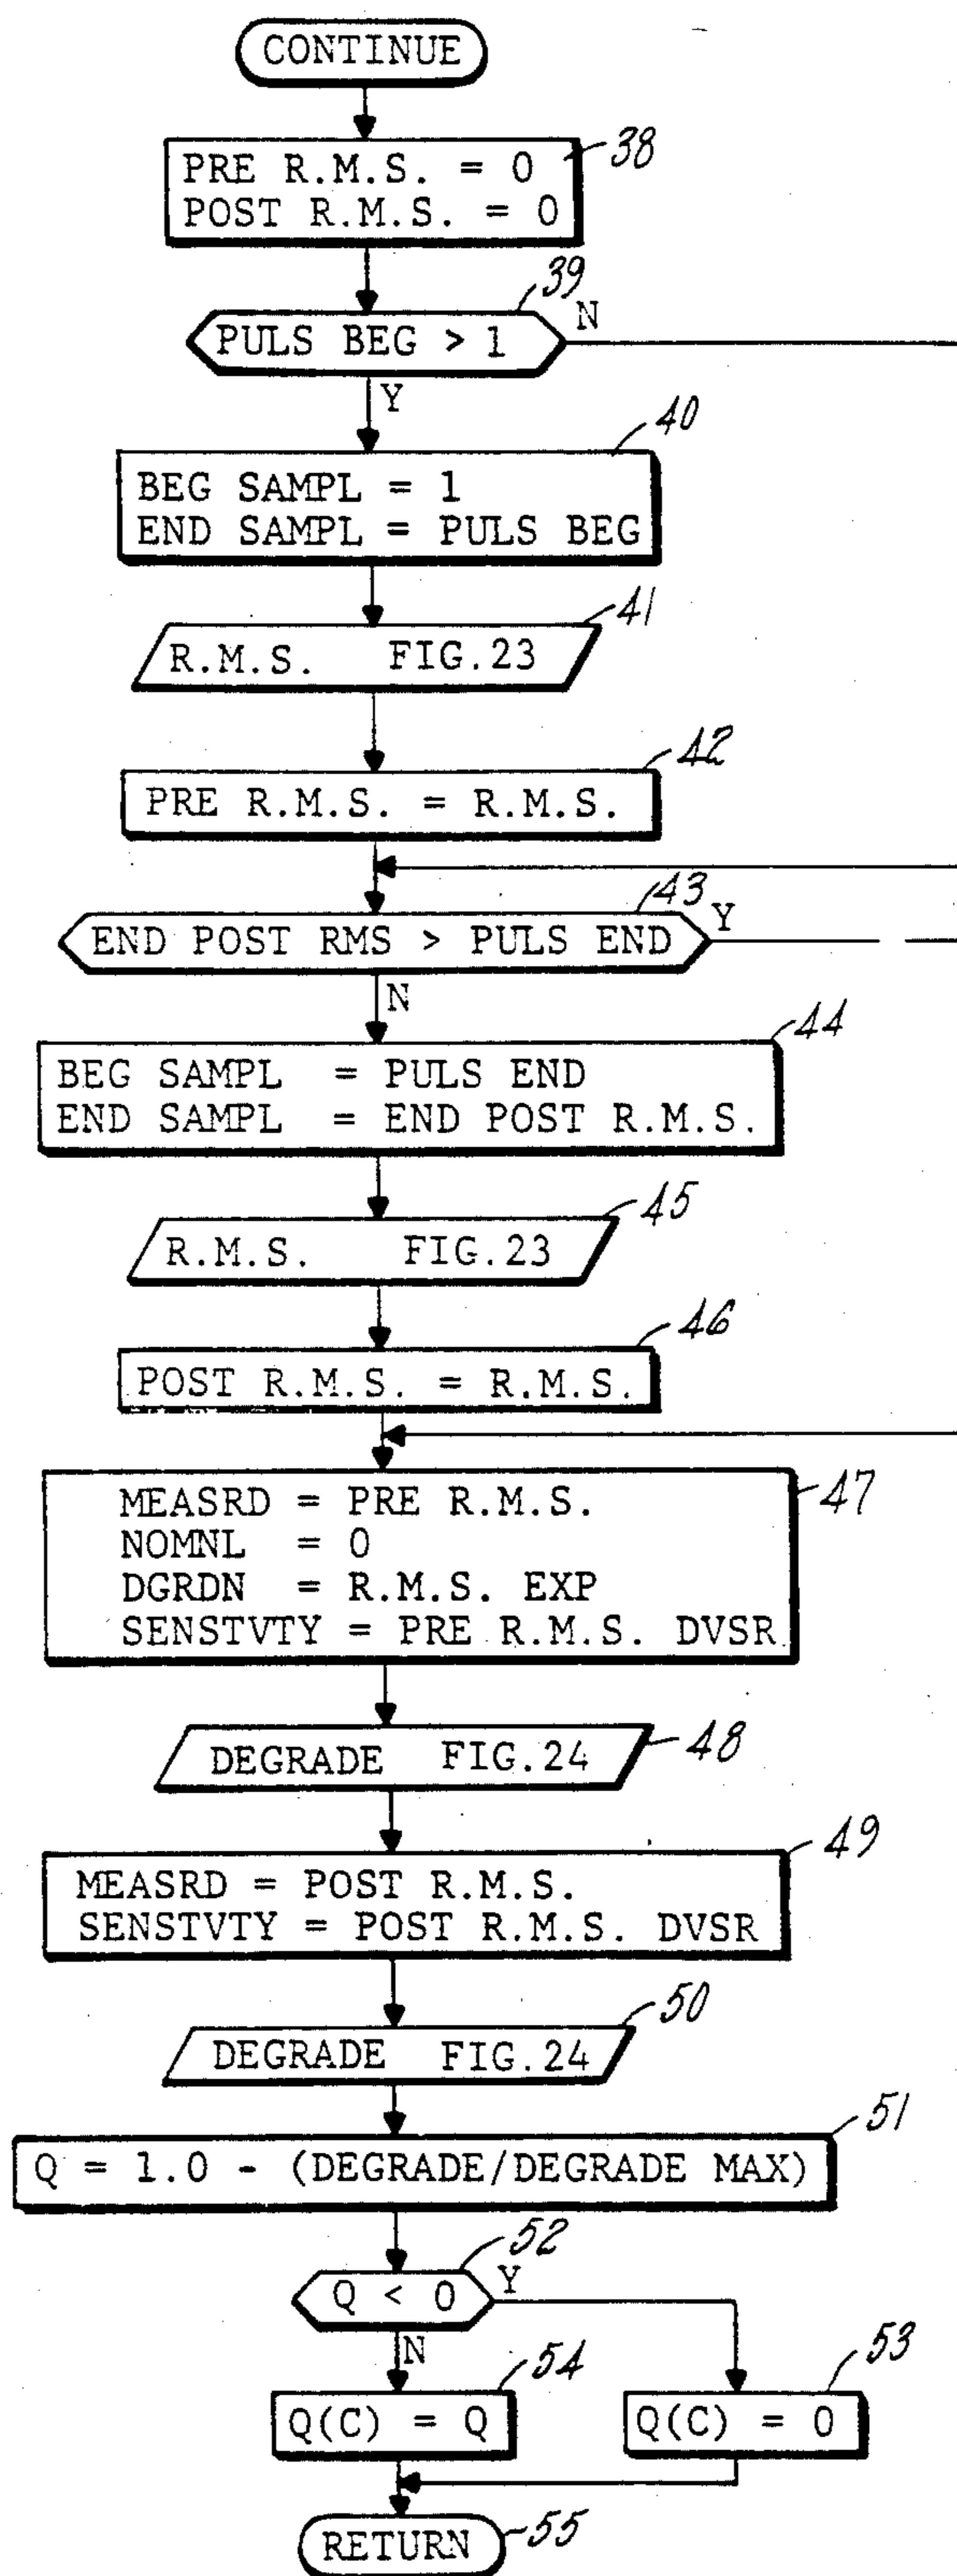 CONTINUE
38
PRE R.M.S. = 0
POST R.M.S. = 0
39
PULS BEG > 1
N
Y
40
BEG SAMPL = 1
END SAMPL = PULS BEG
41
R.M.S. FIG.23
42
PRE R.M.S. = R.M.S.
43
END POST RMS > PULS END
Y
N
44
BEG SAMPL = PULS END
END SAMPL = END POST R.M.S.
45
R.M.S. FIG.23
46
POST R.M.S. = R.M.S.
47
MEASRD = PRE R.M.S.
NOMNL = 0
DGRDN = R.M.S. EXP
SENSTVTY = PRE R.M.S. DVSR
48
DEGRADE FIG.24
49
MEASRD = POST R.M.S.
SENSTVTY = POST R.M.S. DVSR
50
DEGRADE FIG.24
51
Q = 1.0 - (DEGRADE/DEGRADE MAX)
52
Q < 0
Y
N
54
Q(C) = Q
53
Q(C) = 0
RETURN
55